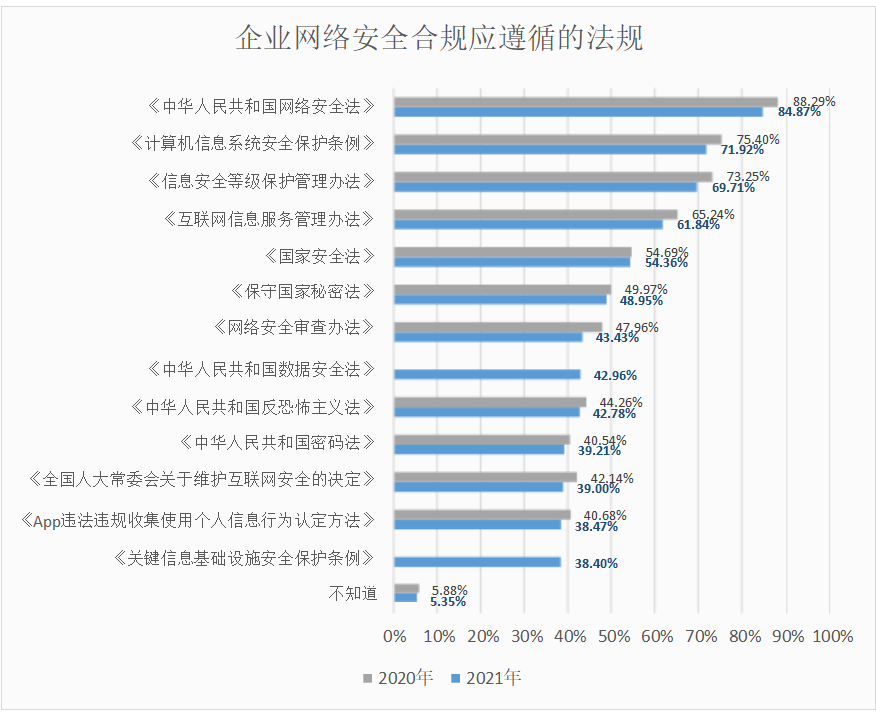 企业网络安全合规应遵循的法规
《中华人民共和国网络安全法》 88.29% 84.87%
《计算机信息系统安全保护条例》 75.40% 71.92%
《信息安全等级保护管理办法》 73.25% 69.71%
《互联网信息服务管理办法》 65.24% 61.84%
《国家安全法》 54.69% 54.36%
《保守国家秘密法》 49.97% 48.95%
《网络安全审查办法》 47.96% 43.43%
《中华人民共和国数据安全法》 42.96%
《中华人民共和国反恐怖主义法》 44.26% 42.78%
《中华人民共和国密码法》 40.54% 39.21%
《全国人大常委会关于维护互联网安全的决定》 42.14% 39.00%
《App违法违规收集使用个人信息行为认定方法》 40.68% 38.47%
《关键信息基础设施安全保护条例》 38.40%
不知道 5.88% 5.35%
0% 10% 20% 30% 40% 50% 60% 70% 80% 90% 100%
2020年 2021年